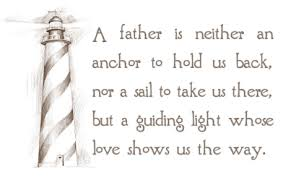 A father is neither an
anchor to hold us back,
nor a sail to take us there,
but a guiding light whose
love shows us the way.